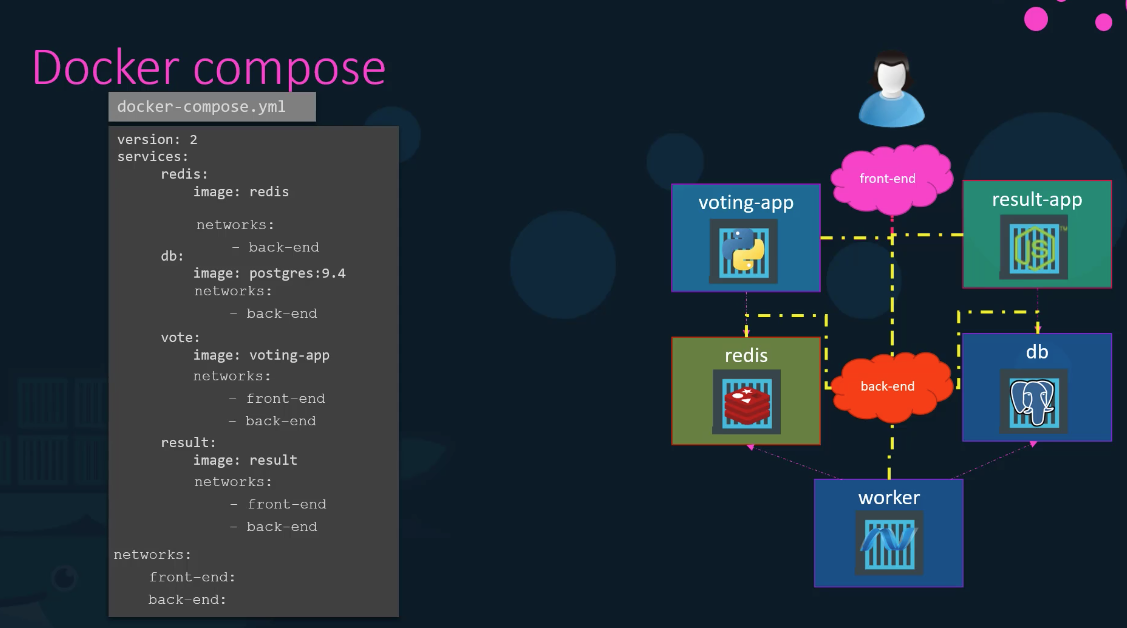 Docker compose
docker-compose.yml
version: 2
services:
redis:
image: redis
networks:
- back-end
db:
image: postgres:9.4
networks:
- back-end
vote:
image: voting-app
networks:
- front-end
- back-end
result:
image: result
networks:
- front-end
- back-end
networks:
front-end:
back-end:
front-end
voting-app
result-app
JS
TM
redis
back-end
db
worker